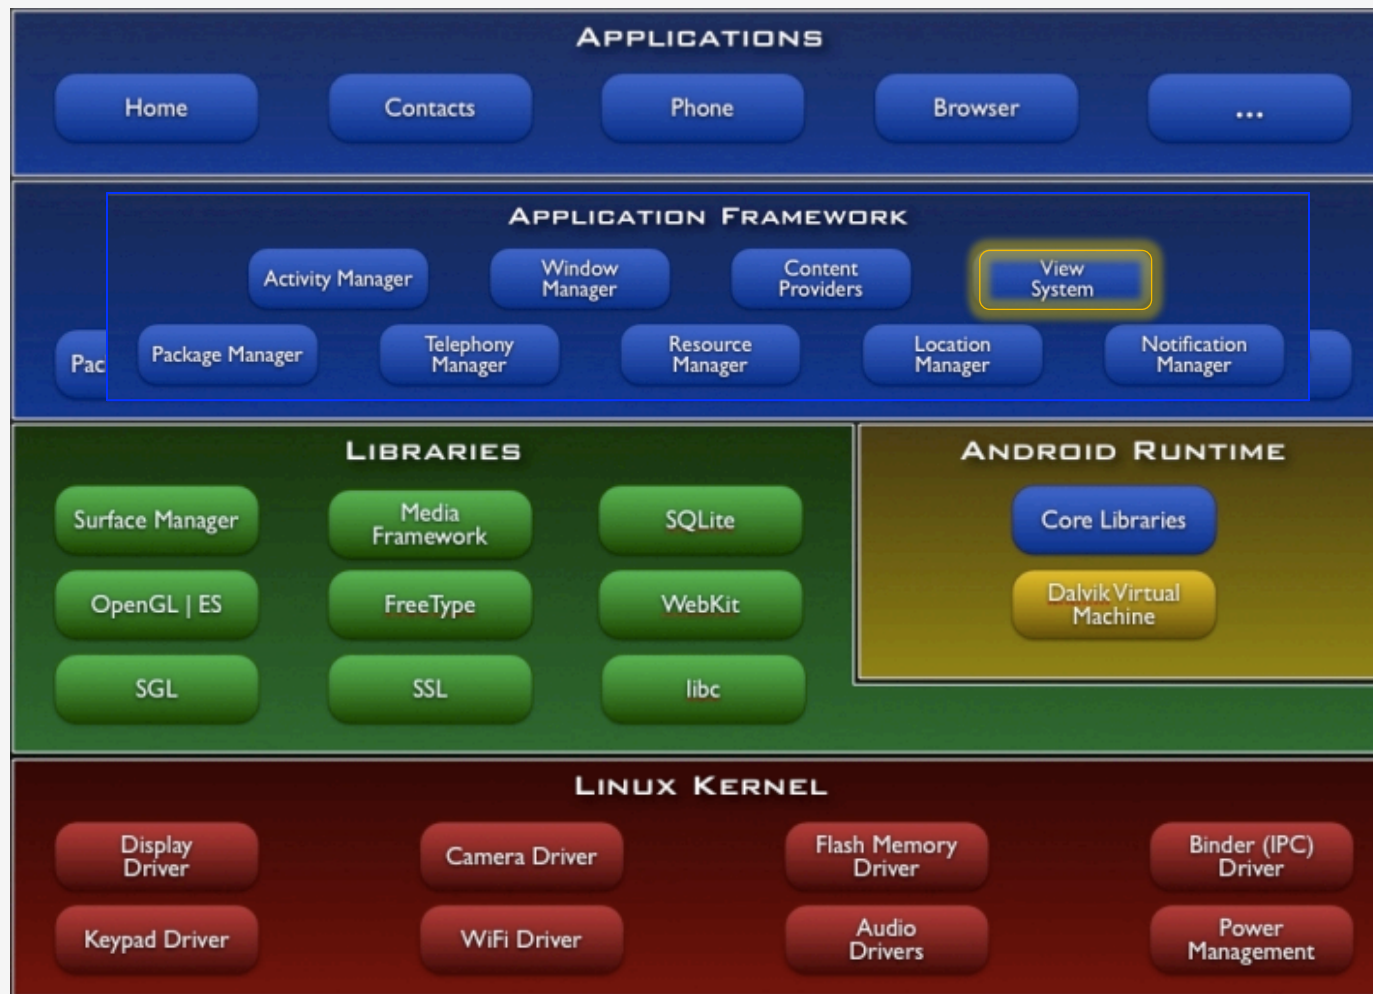 APPLICATIONS
Home
Contacts
Phone
Browser
...
APPLICATION FRAMEWORK
Activity Manager
Window
Manager
Content
Providers
View
System
Pac
Package Manager
Telephony
Manager
Resource
Manager
Location
Manager
Notification
Manager
LIBRARIES
Surface Manager
Media
Framework
SQLite
OpenGL | ES
FreeType
WebKit
SGL
SSL
libc
ANDROID RUNTIME
Core Libraries
Dalvik Virtual
Machine
LINUX KERNEL
Display
Driver
Camera Driver
Flash Memory
Driver
Binder (IPC)
Driver
Keypad Driver
WiFi Driver
Audio
Drivers
Power
Management